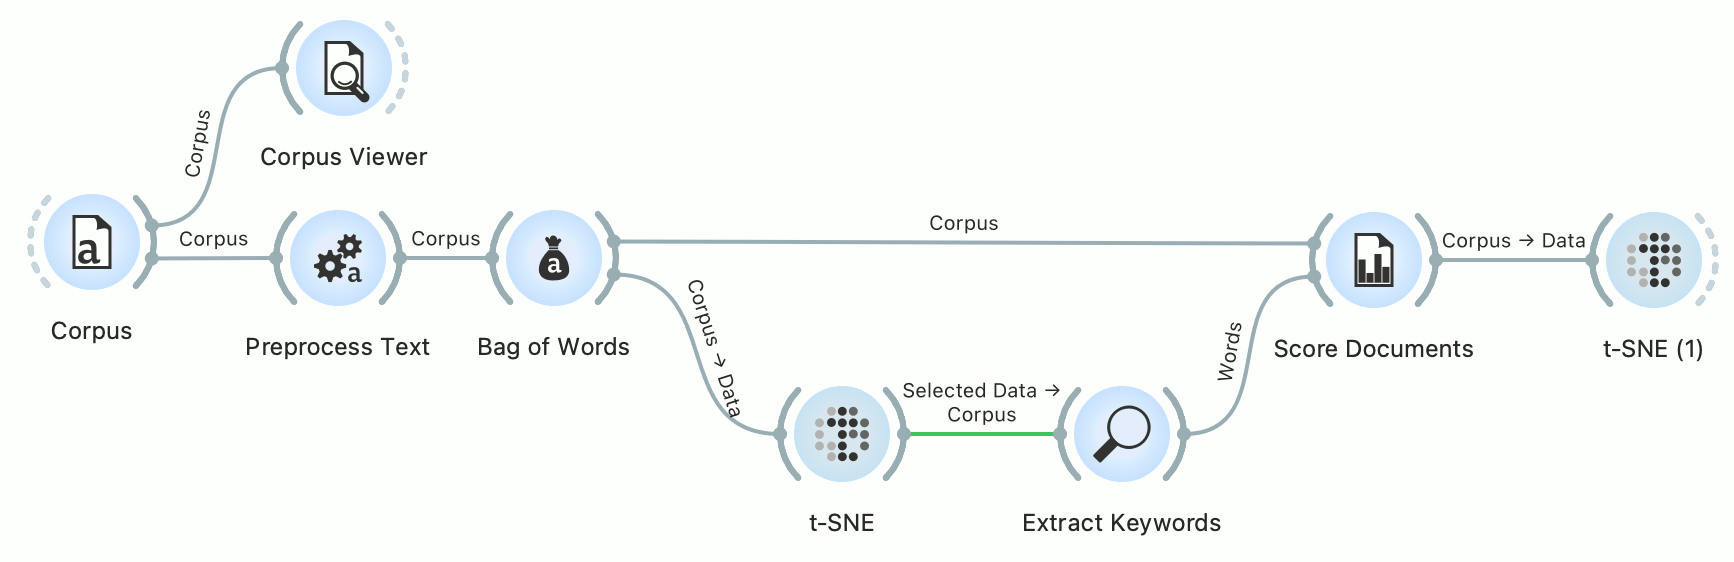 Corpus Viewer
Corpus
Corpus
Corpus
Corpus
Corpus
Corpus → Data
Corpus
Preprocess Text
Bag of Words
Corpus → Data
Words
Score Documents
t-SNE (1)
Selected Data →
Corpus
t-SNE
Extract Keywords
a
a
a